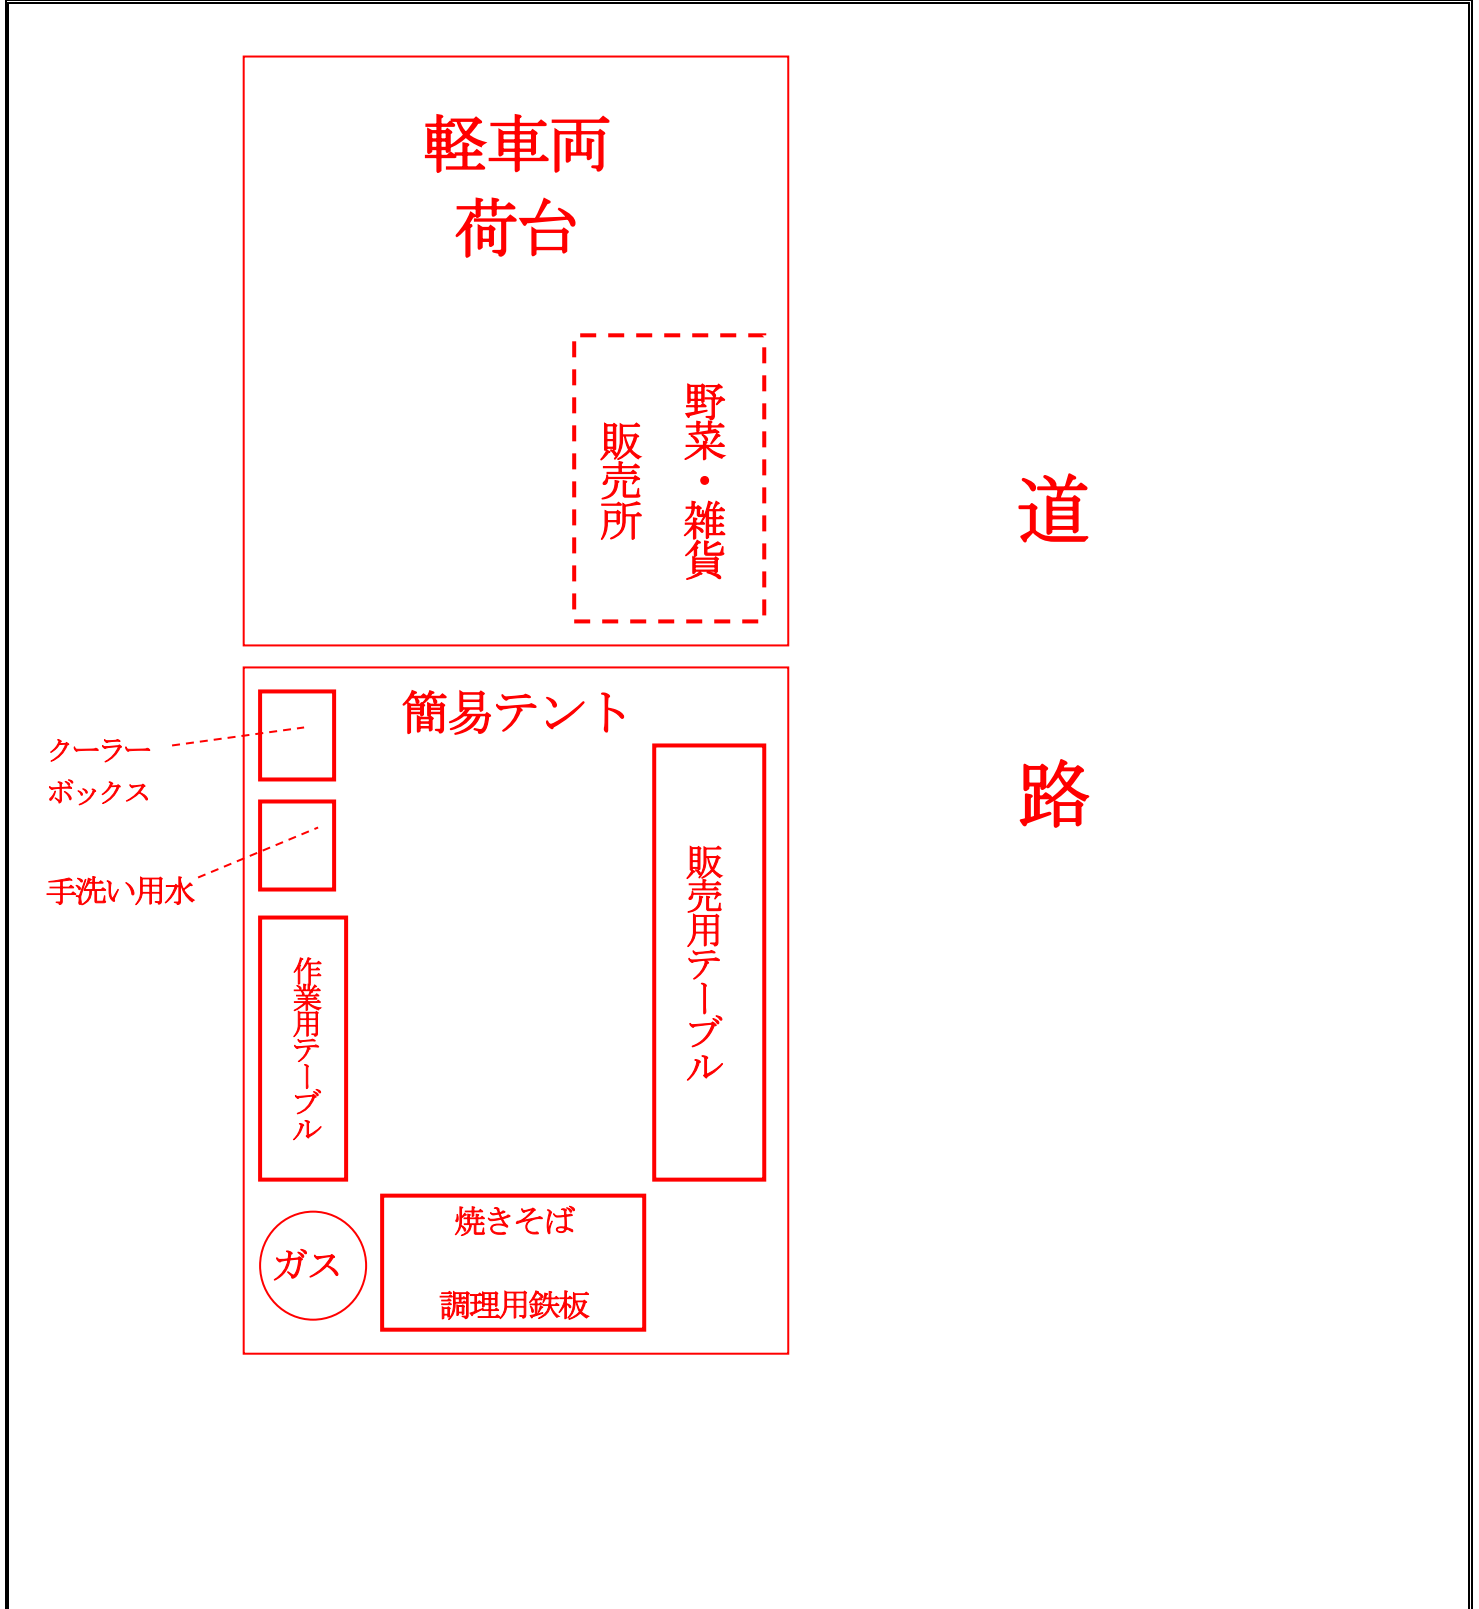 軽車両
荷台
野菜・雑貨
販売所
道
路
簡易テント
クーラー
ボックス
手洗い用水
販売用テーブル
作業用テーブル
ガス
焼きそば
調理用鉄板